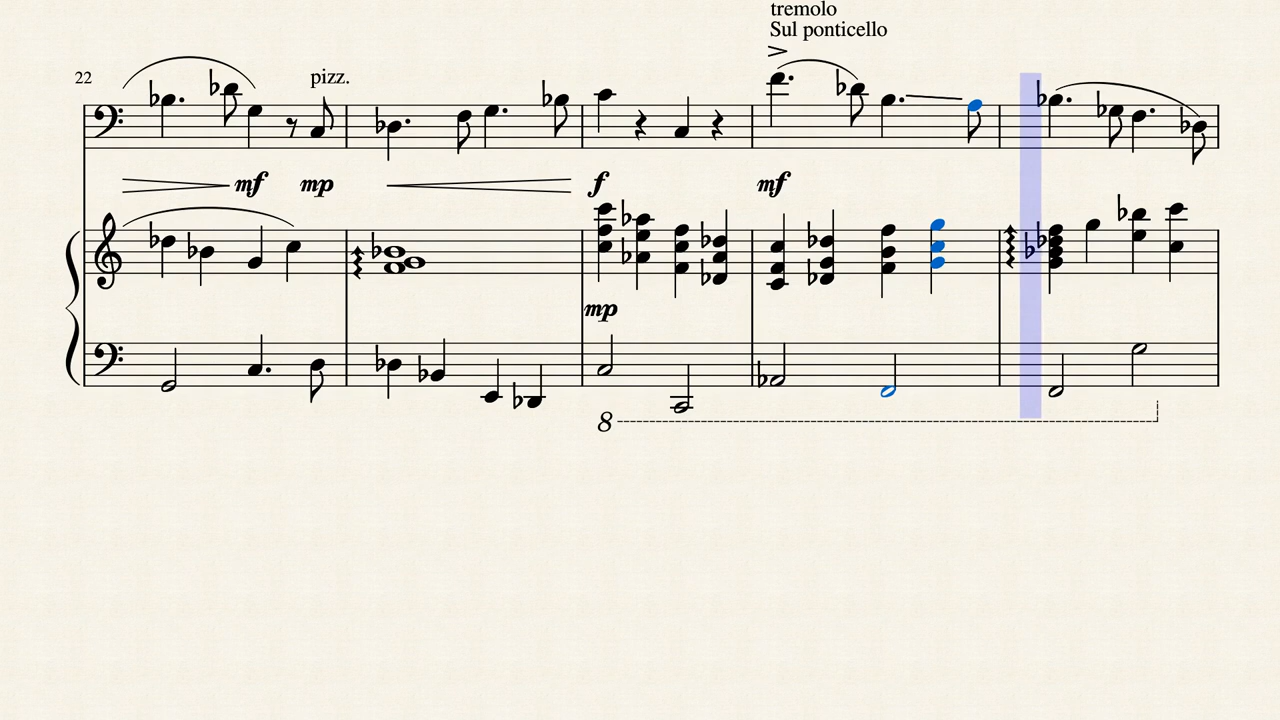 tremolo
Sul ponticello
22
pizz.
mf mp f mf
mp
8